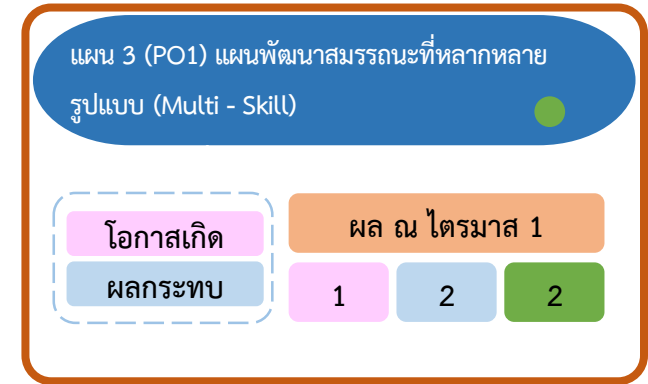 แผน 3 (PO1) แผนพัฒนาสมรรถนะที่หลากหลาย
รูปแบบ (Multi - Skill)
โอกาสเกิด
ผลกระทบ
ผล ณ ไตรมาส 1
1 2 2